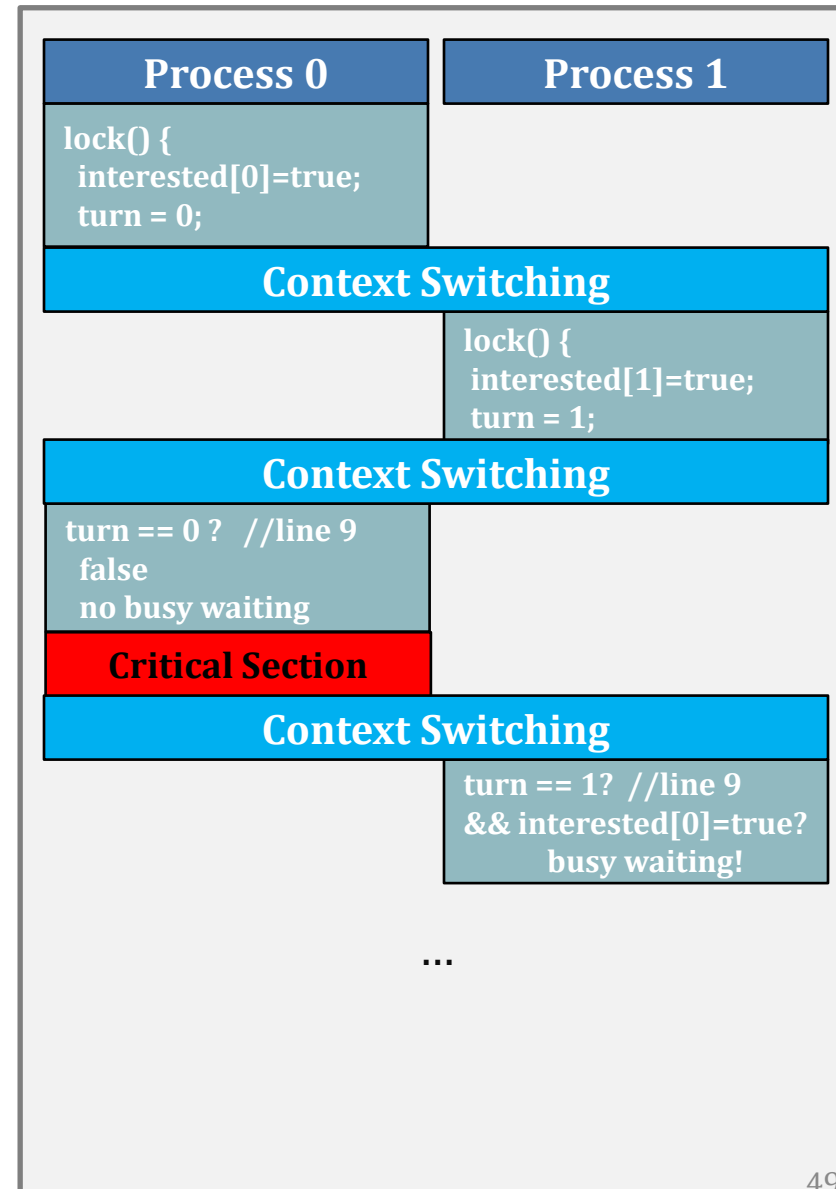 Process 0
Process 1
lock() {
interested[0]=true;
turn = 0;
Context Switching
lock() {
interested[1]=true;
turn = 1;
Context Switching
turn == 0 ?  //line 9
false
no busy waiting
Critical Section
Context Switching
turn == 1?  //line 9
&& interested[0]=true?
busy waiting!
...
49